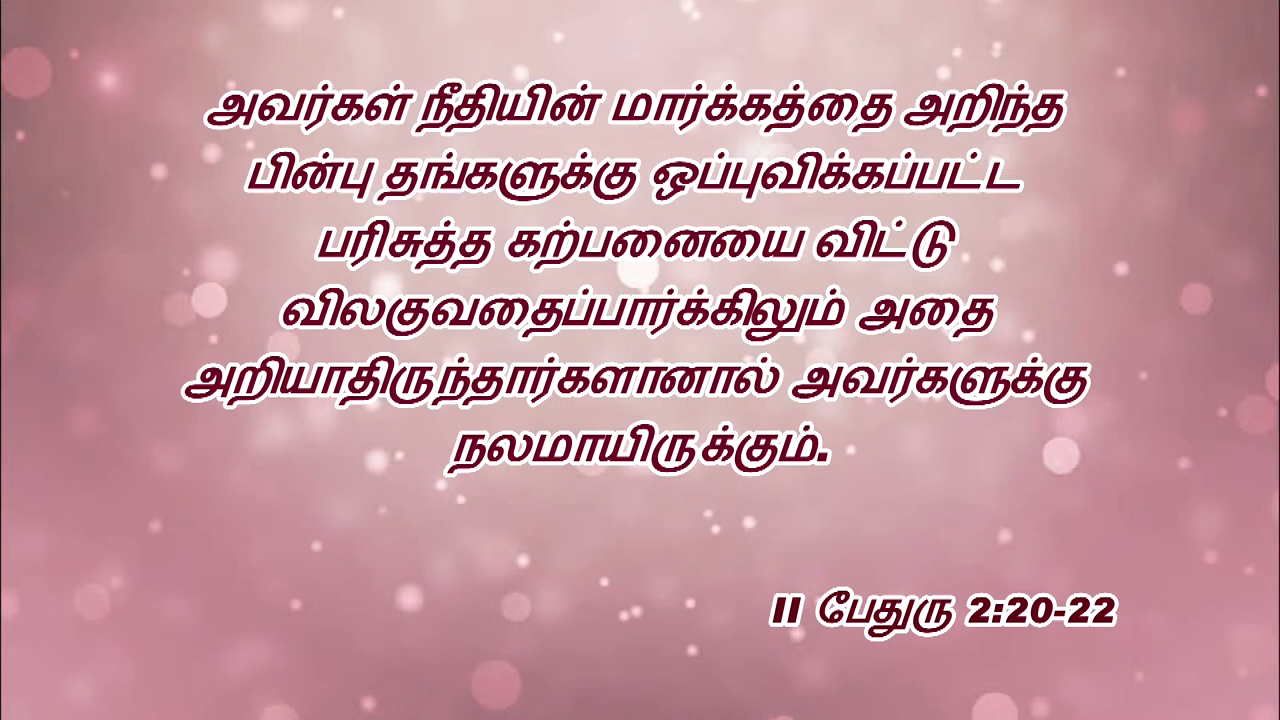 அவர்கள் நீதியின் மார்க்கத்தை அறிந்த
பின்பு தங்களுக்கு ஒப்புவிக்கப்பட்ட
பரிசுத்த கற்பனையை விட்டு
விலகுவதைப்பார்க்கிலும் அதை
அறியாதிருந்தார்களானால் அவர்களுக்கு
நலமாயிருக்கும்.
II பேதுரு 2:20-22